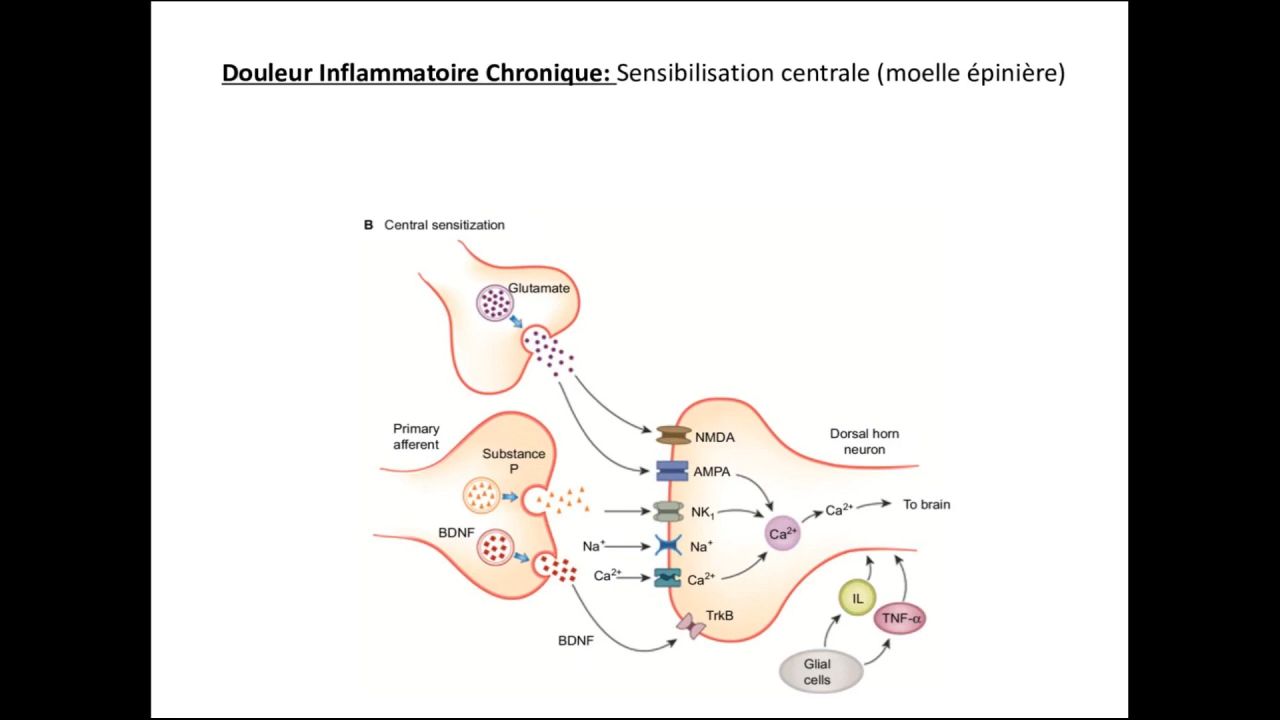 Douleur Inflammatoire Chronique: Sensibilisation centrale (moelle épinière)
B Central sensitization
Glutamate
Primary
afferent
Substance
P
BDNF
BDNF
NMDA
AMPA
NK₁
Na⁺
Na⁺
Ca²⁺
Ca²⁺
TrkB
Ca²⁺
Ca²⁺
To brain
Dorsal horn
neuron
IL
TNF-α
Glial
cells